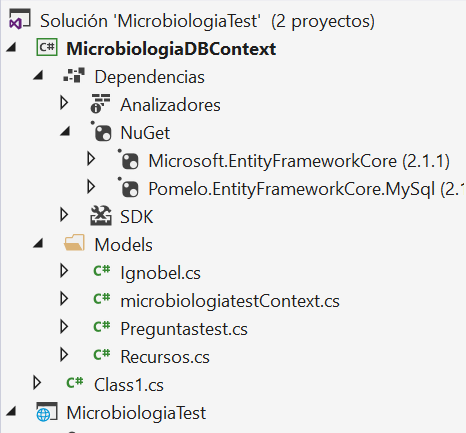 Solución 'MicrobiologiaTest' (2 proyectos)
C# MicrobiologiaDBContext
Dependencias
Analizadores
NuGet
Microsoft.EntityFrameworkCore (2.1.1)
Pomelo.EntityFrameworkCore.MySql (2.
SDK
Models
C# Ignobel.cs
C# microbiologiatestContext.cs
C# Preguntastest.cs
C# Recursos.cs
C# Class1.cs
MicrobiologiaTest